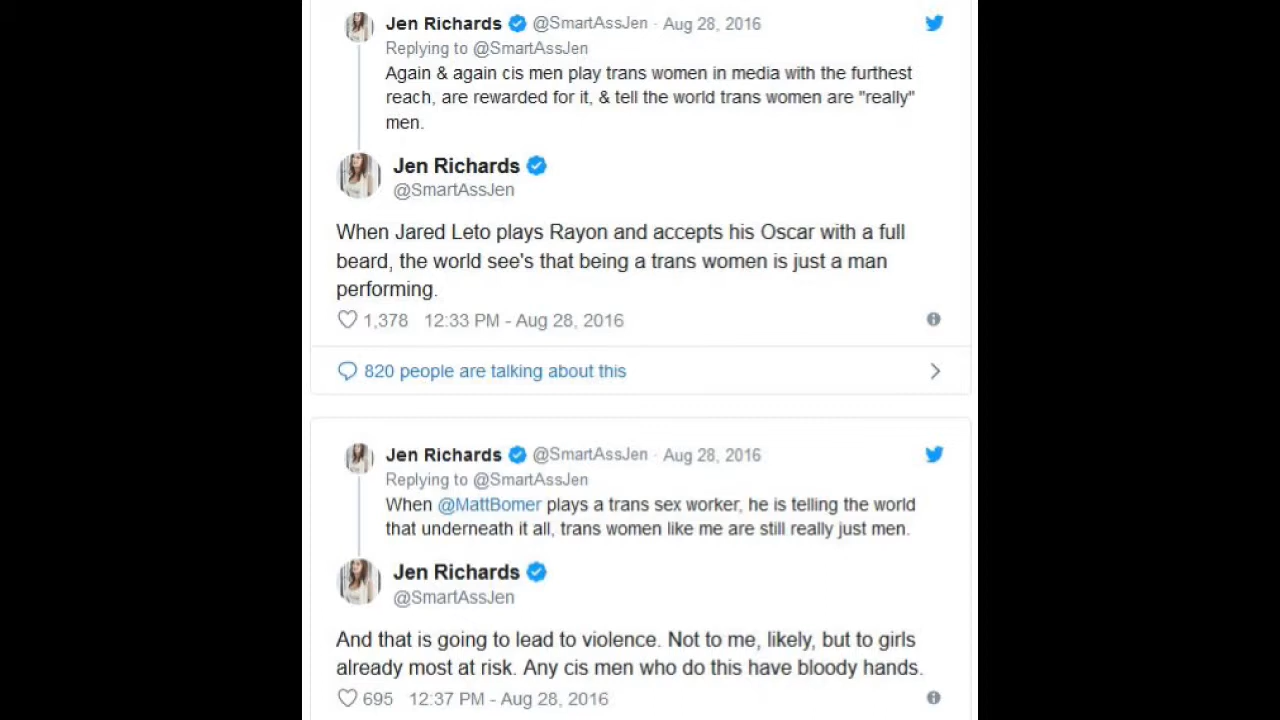 Jen Richards @SmartAssJen · Aug 28, 2016
Replying to @SmartAssJen
Again & again cis men play trans women in media with the furthest
reach, are rewarded for it, & tell the world trans women are "really"
men.
Jen Richards
@SmartAssJen
When Jared Leto plays Rayon and accepts his Oscar with a full
beard, the world see's that being a trans women is just a man
performing.
1,378 12:33 PM - Aug 28, 2016
820 people are talking about this
Jen Richards @SmartAssJen · Aug 28, 2016
Replying to @SmartAssJen
When @MattBomer plays a trans sex worker, he is telling the world
that underneath it all, trans women like me are still really just men.
Jen Richards
@SmartAssJen
And that is going to lead to violence. Not to me, likely, but to girls
already most at risk. Any cis men who do this have bloody hands.
695 12:37 PM - Aug 28, 2016